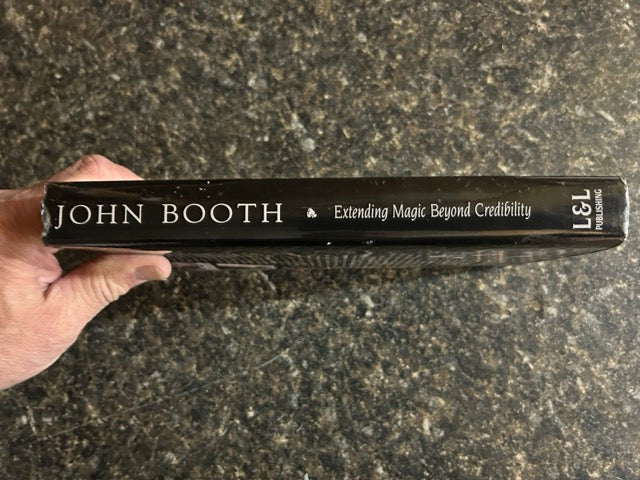 JOHN BOOTH
Extending Magic Beyond Credibility
L&L
PUBLISHING